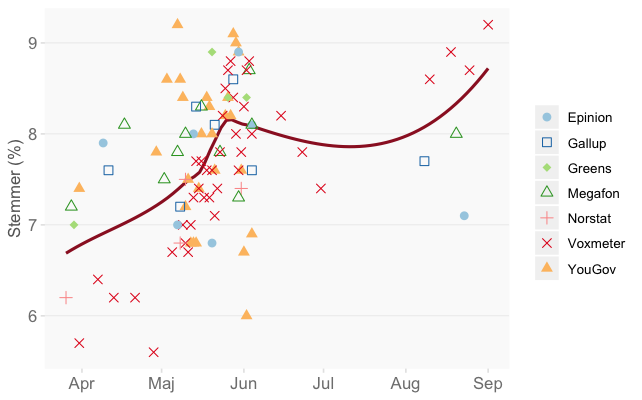 Stemmer (%)
9
8
7
6
Apr Maj Jun Jul Aug Sep
Epinion
Gallup
Greens
Megafon
Norstat
Voxmeter
YouGov